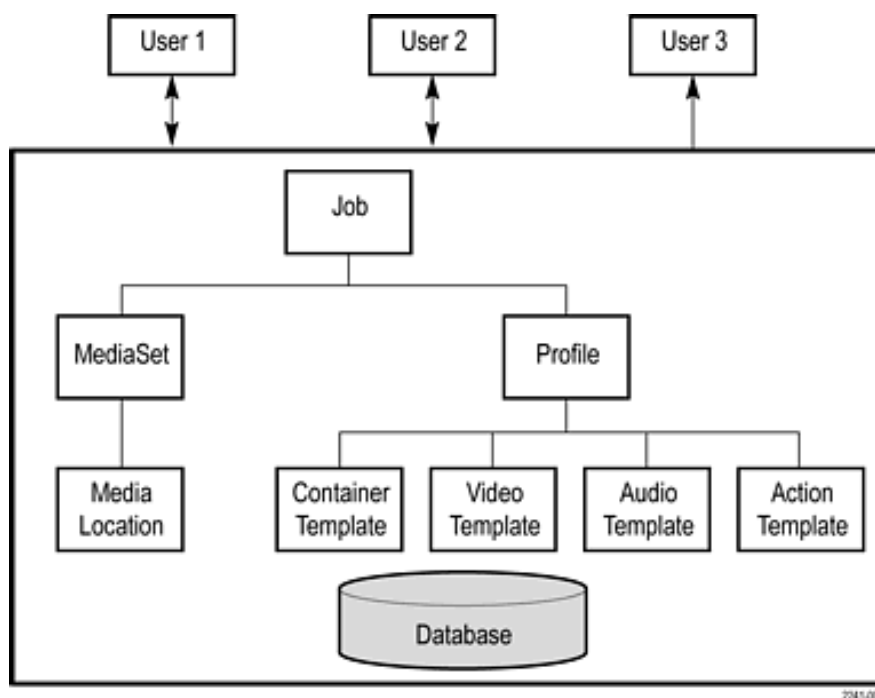 User 1
User 2
User 3
Job
MediaSet
Profile
Media
Location
Container
Template
Video
Template
Audio
Template
Action
Template
Database